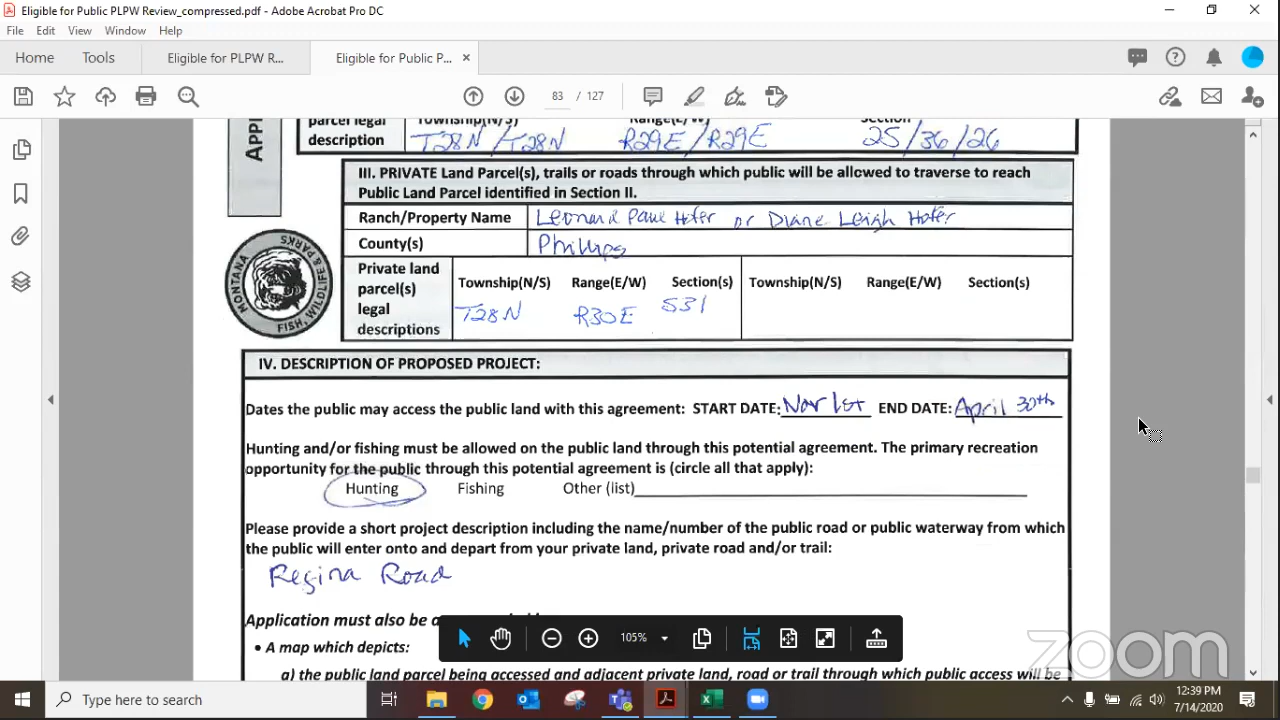 Eligible for Public PLPW Review_compressed.pdf - Adobe Acrobat Pro DC
File Edit View Window Help
Home Tools Eligible for PLPW R... Eligible for Public P... ×
83 / 127
APPL
parcel legal description
Township(N/S) Range(E/W) Section
T28N / T28N R29E / R29E 25/36/26
III. PRIVATE Land Parcel(s), trails or roads through which public will be allowed to traverse to reach
Public Land Parcel identified in Section II.
Ranch/Property Name Leonard Paul Hofer or Diane Leigh Hofer
County(s) Phillips
Private land parcel(s) legal descriptions
Township(N/S) Range(E/W) Section(s) Township(N/S) Range(E/W) Section(s)
T28N R30E S31
MONTANA FISH, WILDLIFE & PARKS
IV. DESCRIPTION OF PROPOSED PROJECT:
Dates the public may access the public land with this agreement: START DATE: 1st END DATE: April 30th
Hunting and/or fishing must be allowed on the public land through this potential agreement. The primary recreation
opportunity for the public through this potential agreement is (circle all that apply):
Hunting Fishing Other (list)
Please provide a short project description including the name/number of the public road or public waterway from which
the public will enter onto and depart from your private land, private road and/or trail:
Regina Road
Application must also be a
• A map which depicts:
a) the public land parcel being accessed and adjacent private land, road or trail through which public access will be
105%
zoom
Type here to search
12:39 PM
7/14/2020